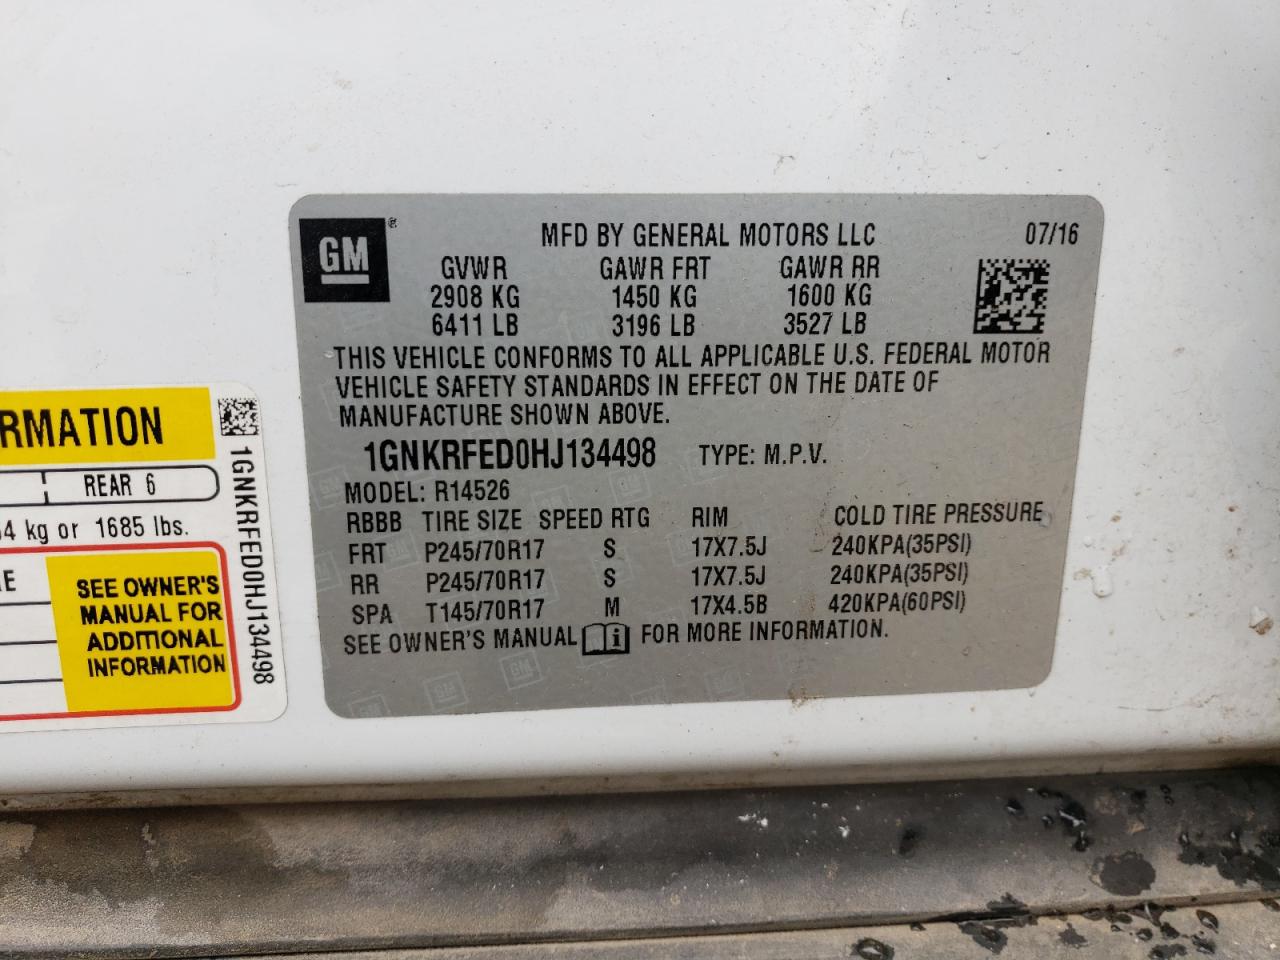 GM ®
MFD BY GENERAL MOTORS LLC 07/16
GVWR GAWR FRT GAWR RR
2908 KG 1450 KG 1600 KG
6411 LB 3196 LB 3527 LB
THIS VEHICLE CONFORMS TO ALL APPLICABLE U.S. FEDERAL MOTOR
VEHICLE SAFETY STANDARDS IN EFFECT ON THE DATE OF
MANUFACTURE SHOWN ABOVE.
1GNKRFED0HJ134498 TYPE: M.P.V.
MODEL: R14526
RBBB TIRE SIZE SPEED RTG RIM COLD TIRE PRESSURE
FRT P245/70R17 S 17X7.5J 240KPA(35PSI)
RR P245/70R17 S 17X7.5J 240KPA(35PSI)
SPA T145/70R17 M 17X4.5B 420KPA(60PSI)
SEE OWNER'S MANUAL FOR MORE INFORMATION.
RMATION
REAR 6
4 kg or 1685 lbs.
SEE OWNER'S
MANUAL FOR
ADDITIONAL
INFORMATION
1GNKRFED0HJ134498